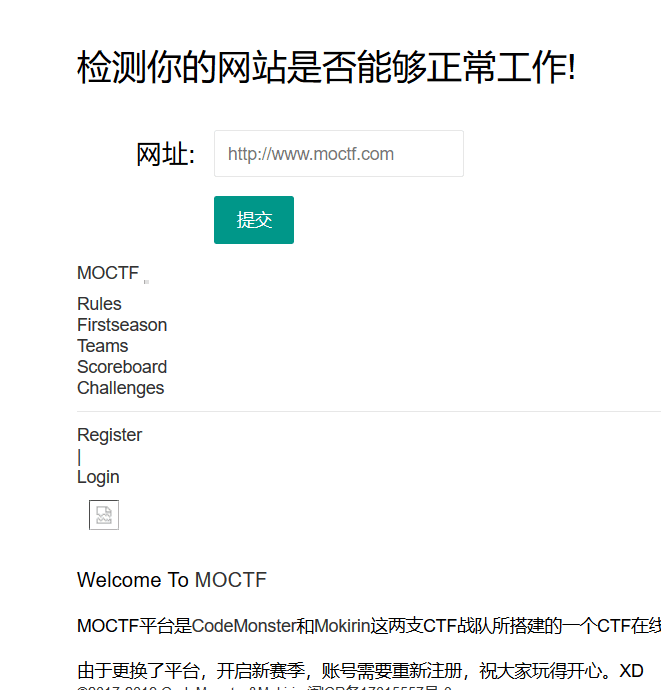 检测你的网站是否能够正常工作!
网址: http://www.moctf.com
提交
MOCTF
Rules
Firstseason
Teams
Scoreboard
Challenges
Register
|
Login
Welcome To MOCTF
MOCTF平台是CodeMonster和Mokirin这两支CTF战队所搭建的一个CTF在线
由于更换了平台，开启新赛季，账号需要重新注册，祝大家玩得开心。XD